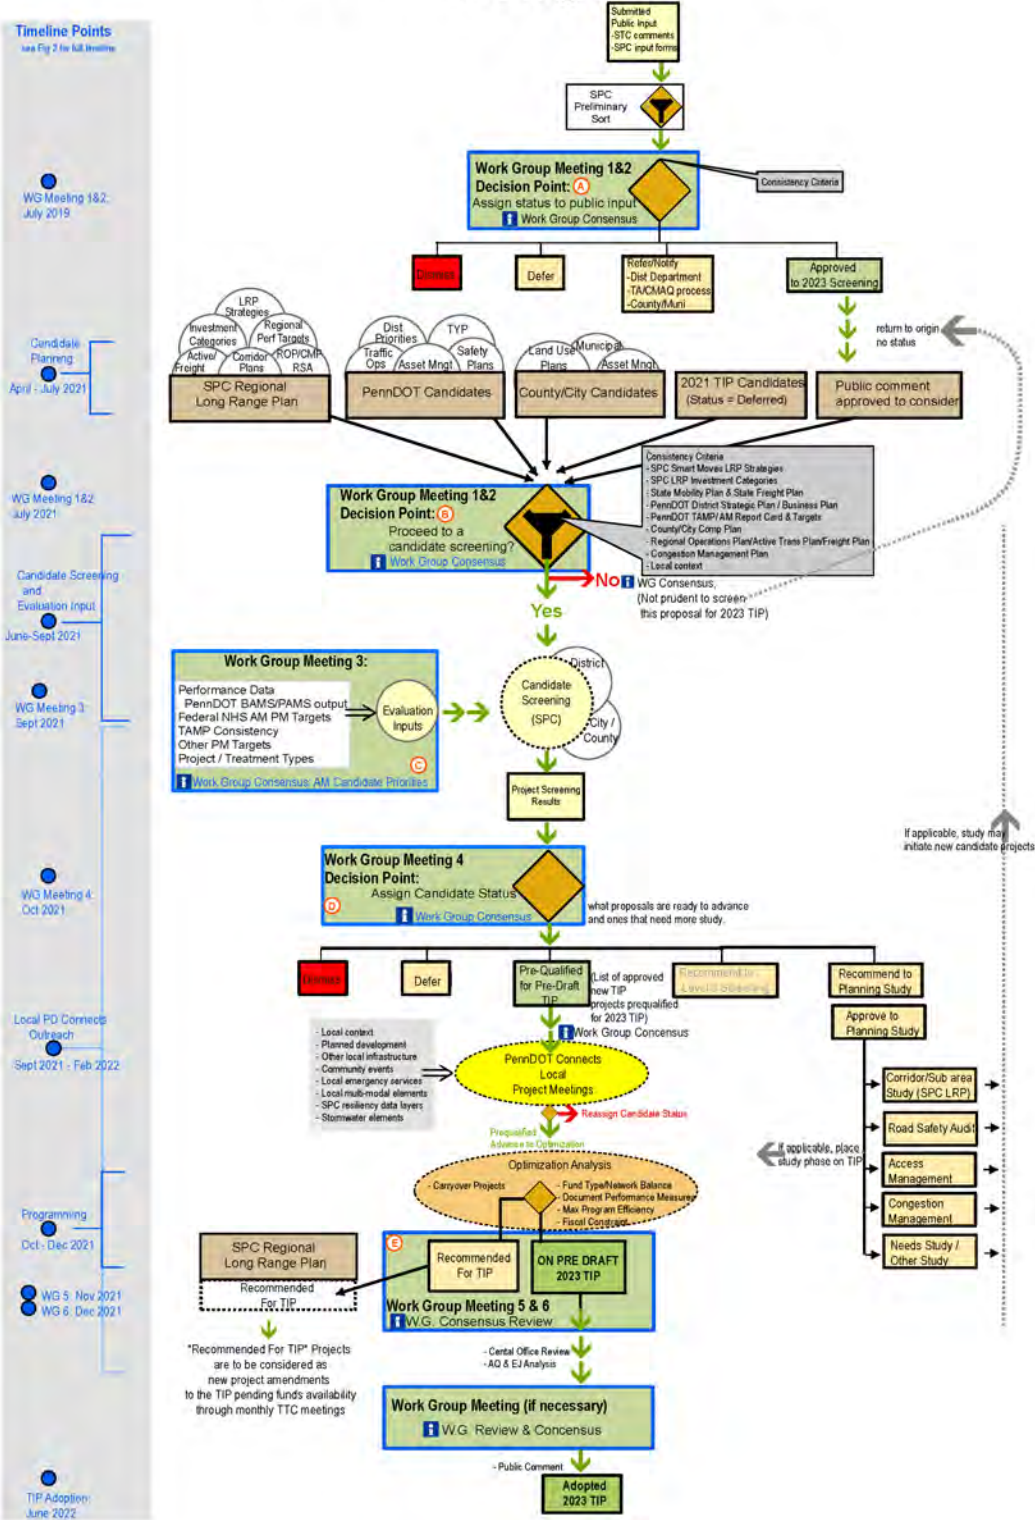 Timeline Points
see Fig 2 for full timeline
Submitted
Public Input
-STC comments
-SPC input forms
SPC
Preliminary
Sort
Work Group Meeting 1&2
Decision Point: A
Assign status to public input
Work Group Consensus
Consistency Criteria
WG Meeting 1&2:
July 2019
Dismiss
Defer
Refer/Notify
- Dist Department
- TA/CMAQ process
- County/Muni
Approved
to 2023 Screening
return to origin
no status
LRP
Strategies
Investment
Categories
Regional
Perf Targets
Active/
Freight
Corridor
Plans
ROP/CMP
RSA
SPC Regional
Long Range Plan
Dist
Priorities
TYP
Traffic
Ops
Asset Mngt
Safety
Plans
PennDOT Candidates
Land Use
Plans
Municipal
Asset Mngt
County/City Candidates
2021 TIP Candidates
(Status = Deferred)
Public comment
approved to consider
Candidate
Planning
April - July 2021
Consistency Criteria
- SPC Smart Moves LRP Strategies
- SPC LRP Investment Categories
- State Mobility Plan & State Freight Plan
- PennDOT District Strategic Plan / Business Plan
- PennDOT TAMP/AM Report Card & Targets
- County/City Comp Plan
- Regional Operations Plan/Active Trans Plan/Freight Plan
- Congestion Management Plan
- Local context
Work Group Meeting 1&2
Decision Point: B
Proceed to a
candidate screening?
Work Group Consensus
WG Meeting 1&2
July 2021
No
WG Consensus,
(Not prudent to screen
this proposal for 2023 TIP)
Yes
Candidate Screening
and
Evaluation Input
June-Sept 2021
WG Meeting 3:
Sept 2021
Work Group Meeting 3:
Performance Data
PennDOT BAMS/PAMS output
Federal NHS AM PM Targets
TAMP Consistency
Other PM Targets
Project / Treatment Types
Evaluation
Inputs
C
Work Group Consensus: AM Candidate Priorities
Candidate
Screening
(SPC)
District
City /
County
Project Screening
Results
If applicable, study may
initiate new candidate projects
Work Group Meeting 4
Decision Point:
Assign Candidate Status
D
Work Group Consensus
what proposals are ready to advance
and ones that need more study.
WG Meeting 4:
Oct 2021
Dismiss
Defer
Pre-Qualified
for Pre-Draft
TIP
(List of approved
new TIP
projects prequalified
for 2023 TIP)
Work Group Concensus
Recommend to
Recommend to
Planning Study
Approve to
Planning Study
Local PD Connects
Outreach
Sept 2021 - Feb 2022
- Local context
- Planned development
- Other local infrastructure
- Community events
- Local emergency services
- Local multi-modal elements
- SPC resiliency data layers
- Stormwater elements
PennDOT Connects
Local
Project Meetings
Reassign Candidate Status
Prequalified
Advance to Optimization
Corridor/Sub area
Study (SPC LRP)
Road Safety Audit
Access
Management
Congestion
Management
Needs Study /
Other Study
If applicable, place
study phase on TIP
Optimization Analysis
- Carryover Projects
- Fund Type/Network Balance
- Document Performance Measures
- Max Program Efficiency
- Fiscal Constraint
Programming
Oct - Dec 2021
WG 5: Nov 2021
WG 6: Dec 2021
SPC Regional
Long Range Plan
Recommended
For TIP
E
Recommended
For TIP
ON PRE DRAFT
2023 TIP
Work Group Meeting 5 & 6
W.G. Consensus Review
"Recommended For TIP" Projects
are to be considered as
new project amendments
to the TIP pending funds availability
through monthly TTC meetings
- Cental Office Review
- AQ & EJ Analysis
Work Group Meeting (if necessary)
W.G. Review & Concensus
- Public Comment
Adopted
2023 TIP
TIP Adoption:
June 2022